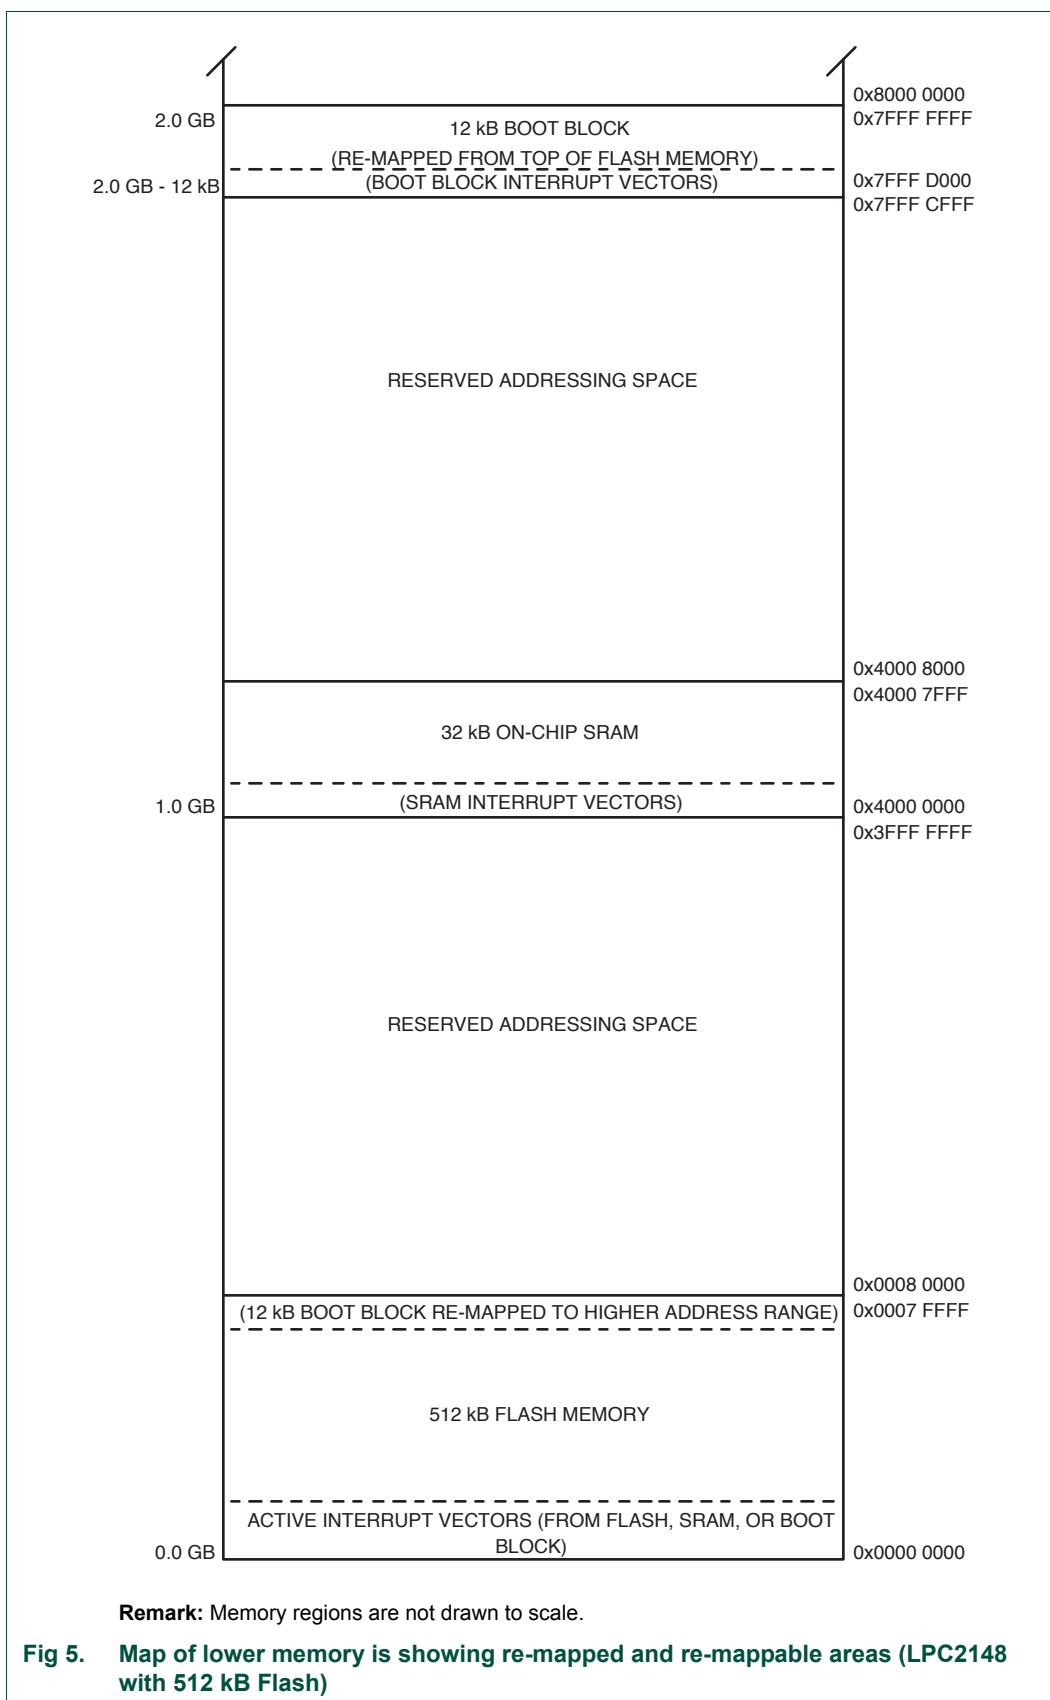 0x8000 0000
2.0 GB
12 kB BOOT BLOCK
0x7FFF FFFF
(RE-MAPPED FROM TOP OF FLASH MEMORY)
2.0 GB - 12 kB
(BOOT BLOCK INTERRUPT VECTORS)
0x7FFF D000
0x7FFF CFFF
RESERVED ADDRESSING SPACE
0x4000 8000
0x4000 7FFF
32 kB ON-CHIP SRAM
1.0 GB
(SRAM INTERRUPT VECTORS)
0x4000 0000
0x3FFF FFFF
RESERVED ADDRESSING SPACE
0x0008 0000
(12 kB BOOT BLOCK RE-MAPPED TO HIGHER ADDRESS RANGE)
0x0007 FFFF
512 kB FLASH MEMORY
ACTIVE INTERRUPT VECTORS (FROM FLASH, SRAM, OR BOOT
BLOCK)
0.0 GB
0x0000 0000
Remark: Memory regions are not drawn to scale.
Fig 5. Map of lower memory is showing re-mapped and re-mappable areas (LPC2148
with 512 kB Flash)